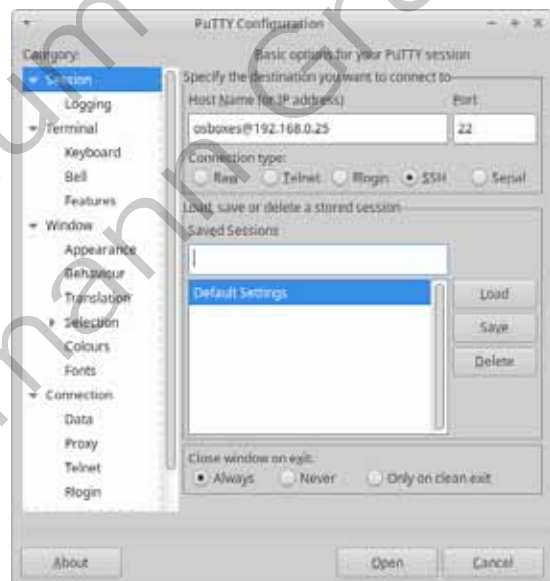 PuTTY Configuration
Category:
Session
Logging
Terminal
Keyboard
Bell
Features
Window
Appearance
Behaviour
Translation
Selection
Colours
Fonts
Connection
Data
Proxy
Telnet
Rlogin
Basic options for your PuTTY session
Specify the destination you want to connect to
Host Name (or IP address) Port
osboxes@192.168.0.25 22
Connection type:
Raw Telnet Rlogin SSH Serial
Load, save or delete a stored session
Saved Sessions
Default Settings
Load
Save
Delete
Close window on exit:
Always Never Only on clean exit
About Open Cancel